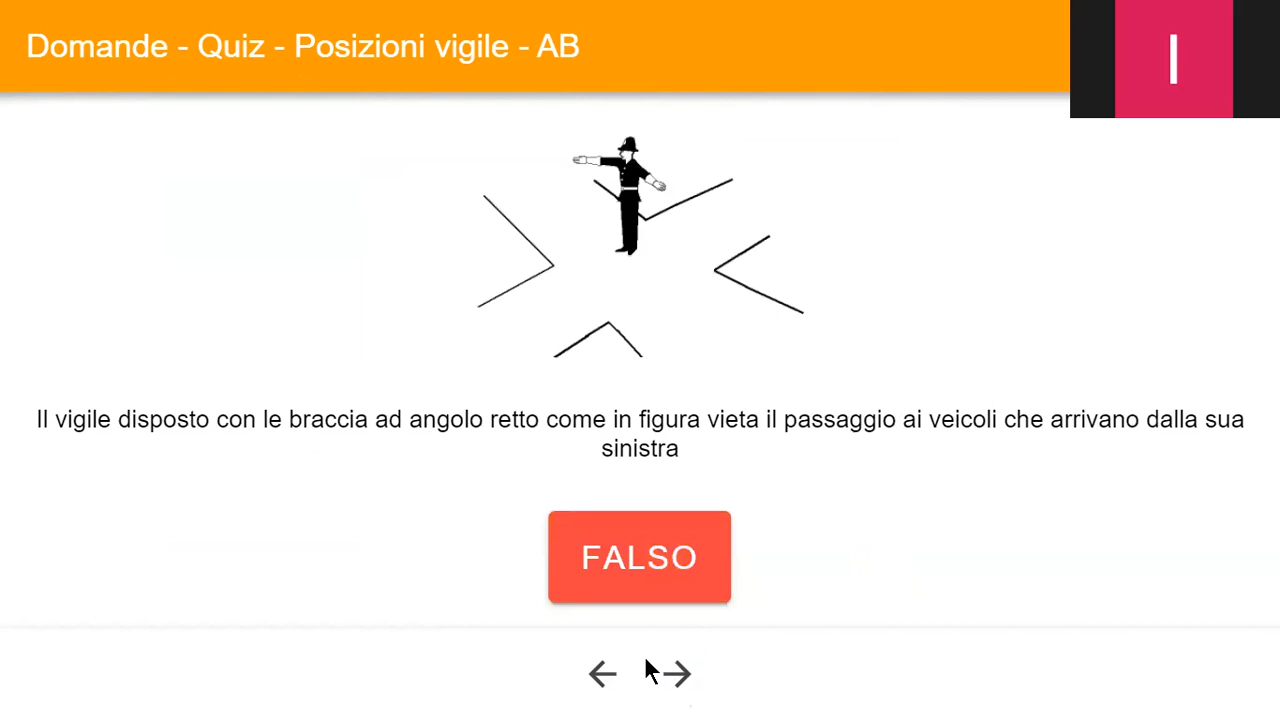 Domande - Quiz - Posizioni vigile - AB
I
Il vigile disposto con le braccia ad angolo retto come in figura vieta il passaggio ai veicoli che arrivano dalla sua
sinistra
FALSO